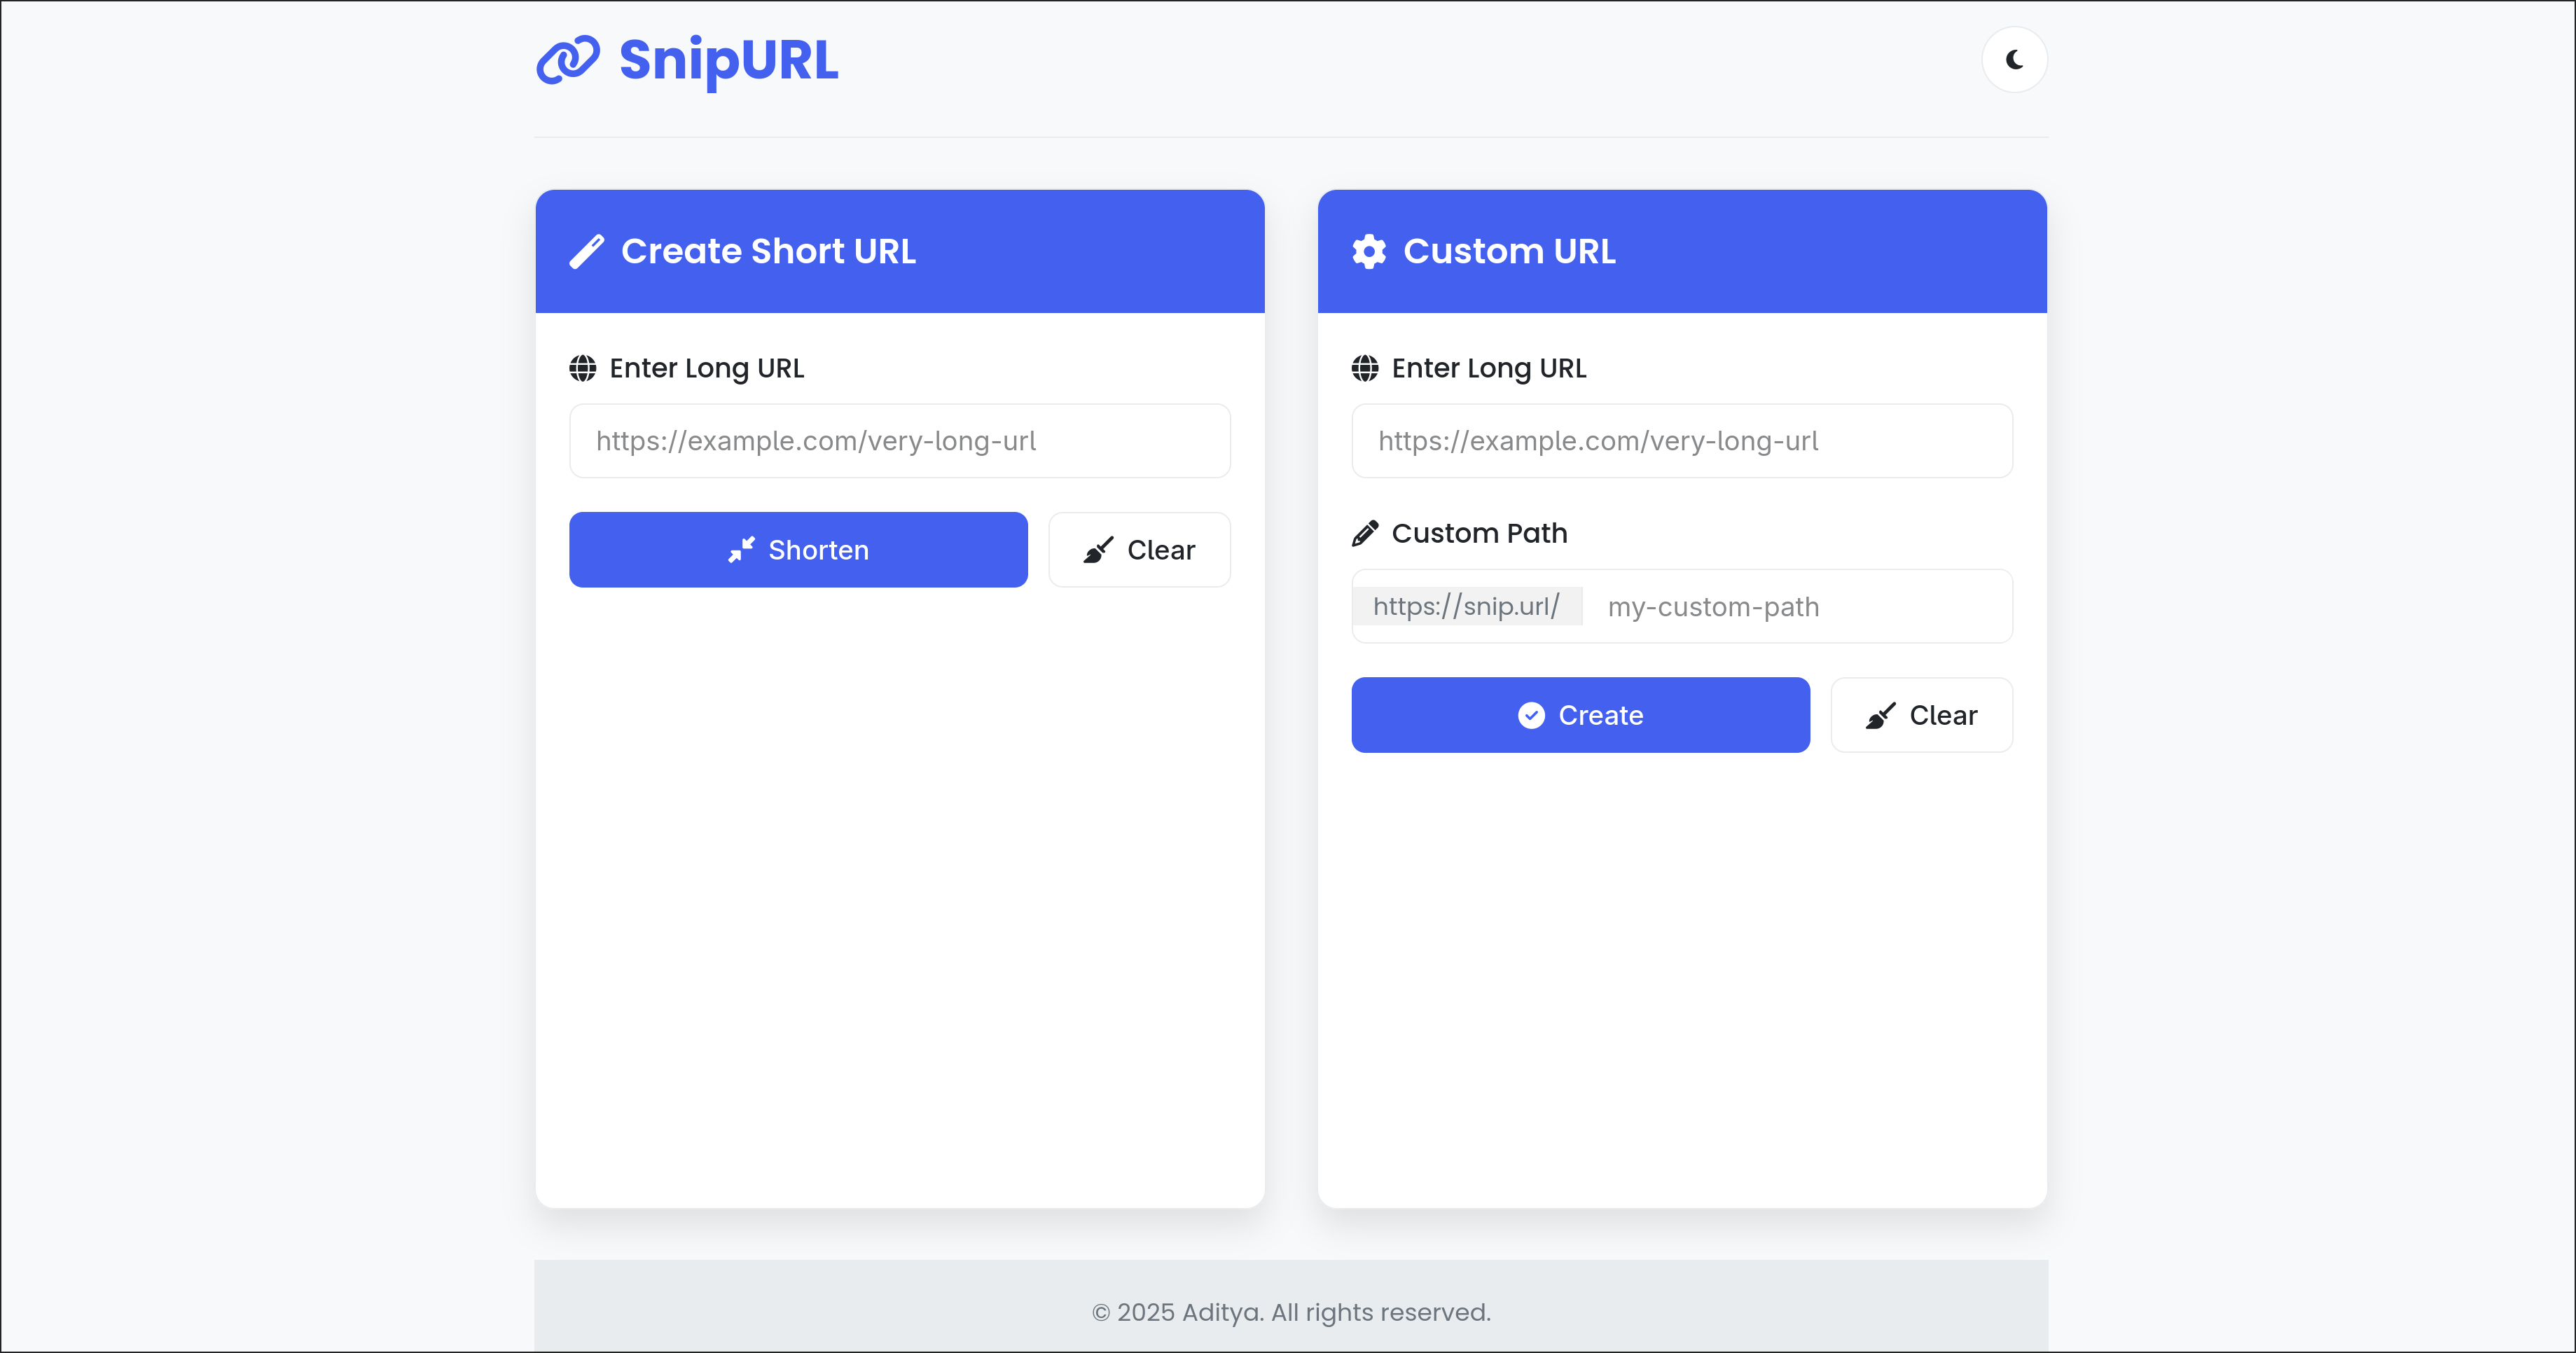 SnipURL
Create Short URL
Enter Long URL
https://example.com/very-long-url
Shorten
Clear
Custom URL
Enter Long URL
https://example.com/very-long-url
Custom Path
https://snip.url/ my-custom-path
Create
Clear
© 2025 Aditya. All rights reserved.